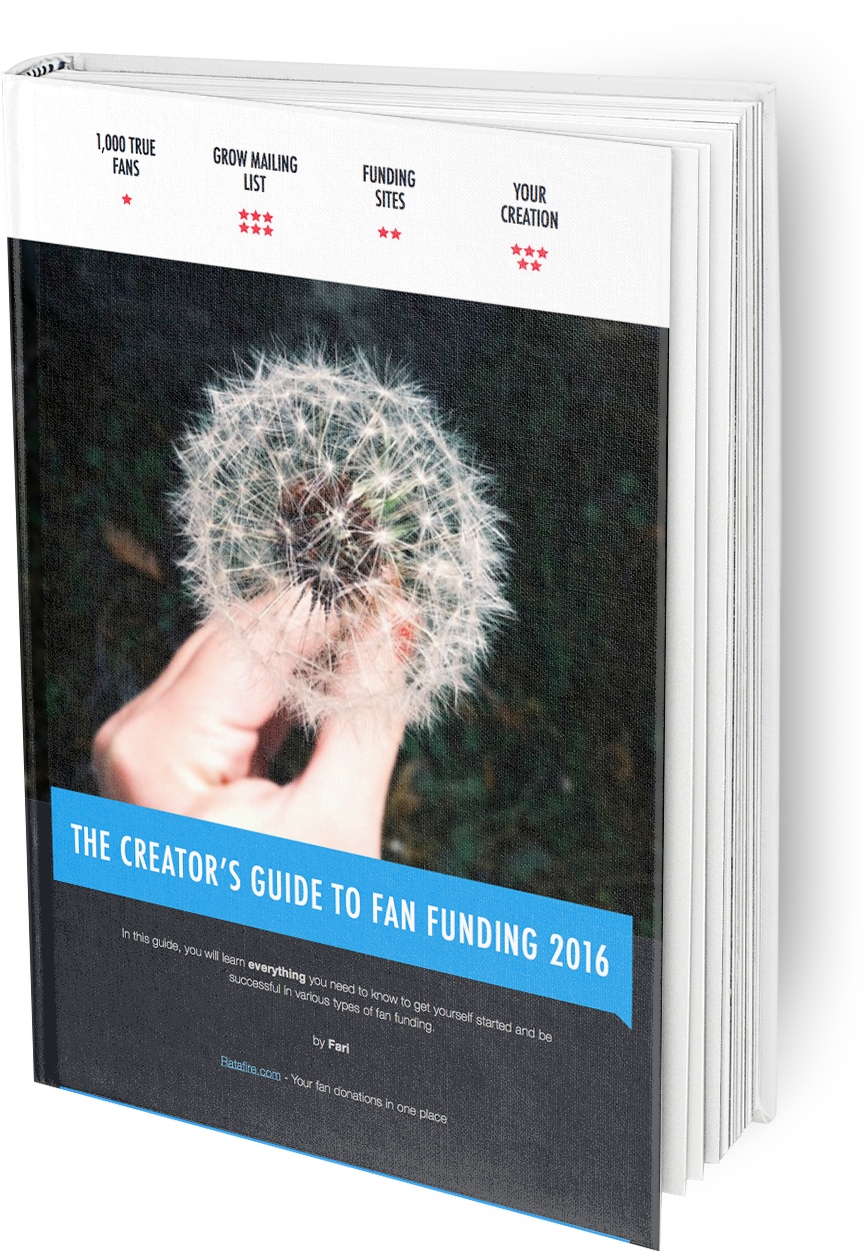 1,000 TRUE
FANS
GROW MAILING
LIST
FUNDING
SITES
YOUR
CREATION
THE CREATOR'S GUIDE TO FAN FUNDING 2016
In this guide, you will learn everything you need to know to get yourself started and be
successful in various types of fan funding.
by Fari
Ratafire.com - Your fan donations in one place